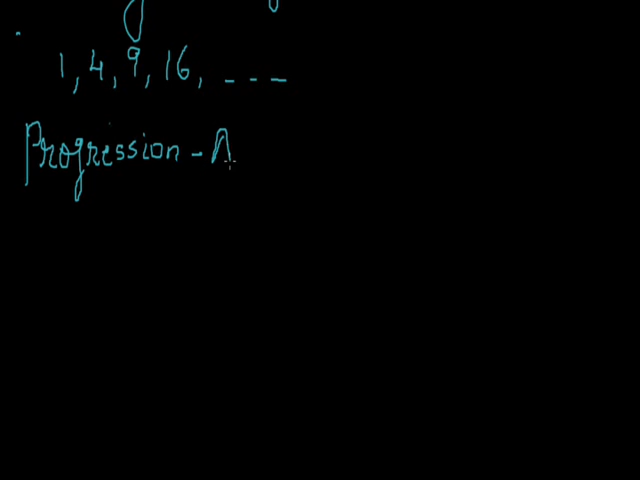 1, 4, 9, 16, - - -
Progression - A